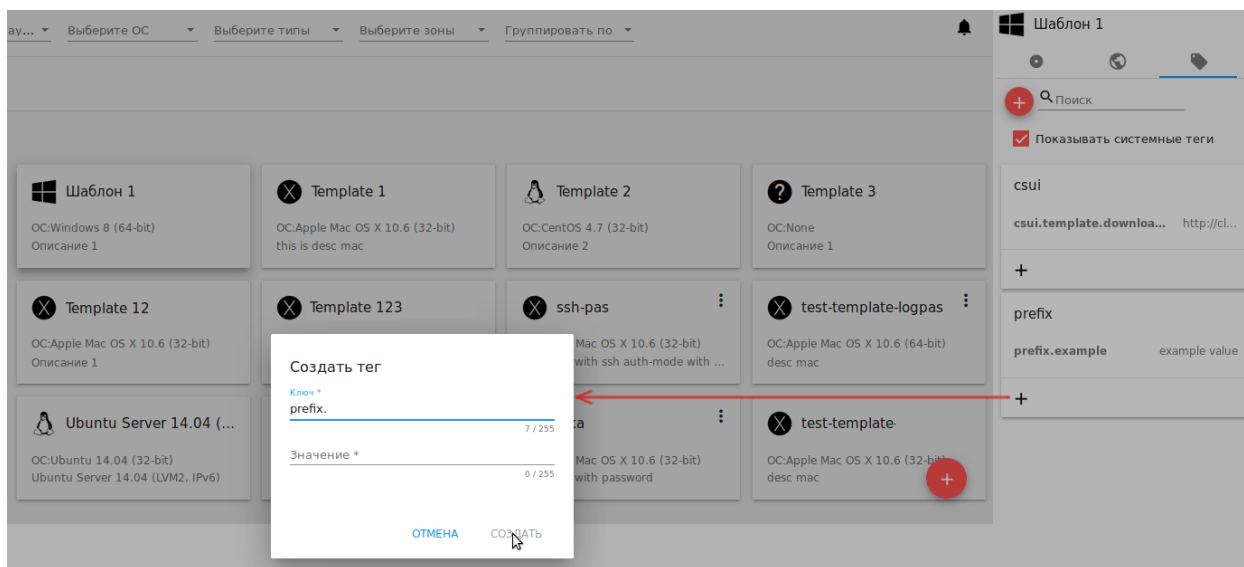 ау...
Выберите ОС
Выберите типы
Выберите зоны
Группировать по
Шаблон 1
Поиск
Показывать системные теги
csui
csui.template.downloa... http://cl...
+
prefix
prefix.example example value
+
Шаблон 1
ОС:Windows 8 (64-bit)
Описание 1
Template 1
ОС:Apple Mac OS X 10.6 (32-bit)
this is desc mac
Template 2
ОС:CentOS 4.7 (32-bit)
Описание 2
Template 3
ОС:None
Описание 1
Template 12
ОС:Apple Mac OS X 10.6 (32-bit)
Описание 1
Template 123
ssh-pas
Mac OS X 10.6 (32-bit)
with ssh auth-mode with ...
test-template-logpas
ОС:Apple Mac OS X 10.6 (64-bit)
desc mac
Ubuntu Server 14.04 (...
ОС:Ubuntu 14.04 (32-bit)
Ubuntu Server 14.04 (LVM2, IPv6)
Mac OS X 10.6 (32-bit)
with password
test-template-
ОС:Apple Mac OS X 10.6 (32-bit)
desc mac
Создать тег
Ключ *
prefix.
7 / 255
Значение *
0 / 255
ОТМЕНА
СОЗДАТЬ